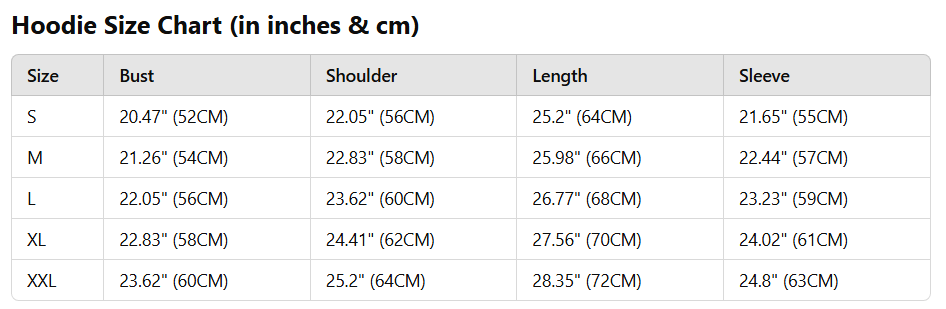 Hoodie Size Chart (in inches & cm)
Size Bust Shoulder Length Sleeve
S 20.47" (52CM) 22.05" (56CM) 25.2" (64CM) 21.65" (55CM)
M 21.26" (54CM) 22.83" (58CM) 25.98" (66CM) 22.44" (57CM)
L 22.05" (56CM) 23.62" (60CM) 26.77" (68CM) 23.23" (59CM)
XL 22.83" (58CM) 24.41" (62CM) 27.56" (70CM) 24.02" (61CM)
XXL 23.62" (60CM) 25.2" (64CM) 28.35" (72CM) 24.8" (63CM)